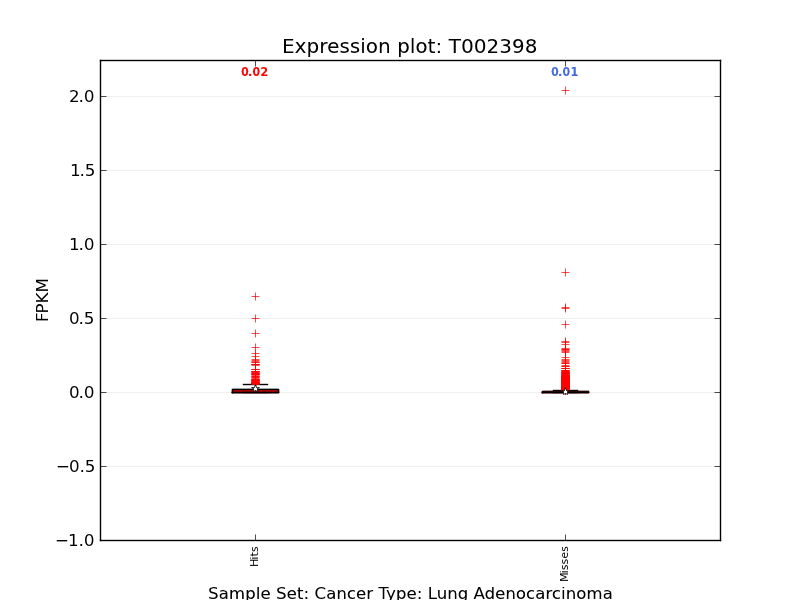 Expression plot: T002398
0.02
0.01
2.0
1.5
1.0
0.5
0.0
−0.5
−1.0
FPKM
Hits
Misses
Sample Set: Cancer Type: Lung Adenocarcinoma